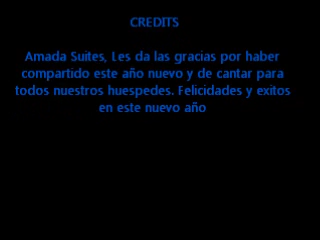 CREDITS
Amada Suites, Les da las gracias por haber
compartido este año nuevo y de cantar para
todos nuestros huespedes. Felicidades y exitos
en este nuevo año